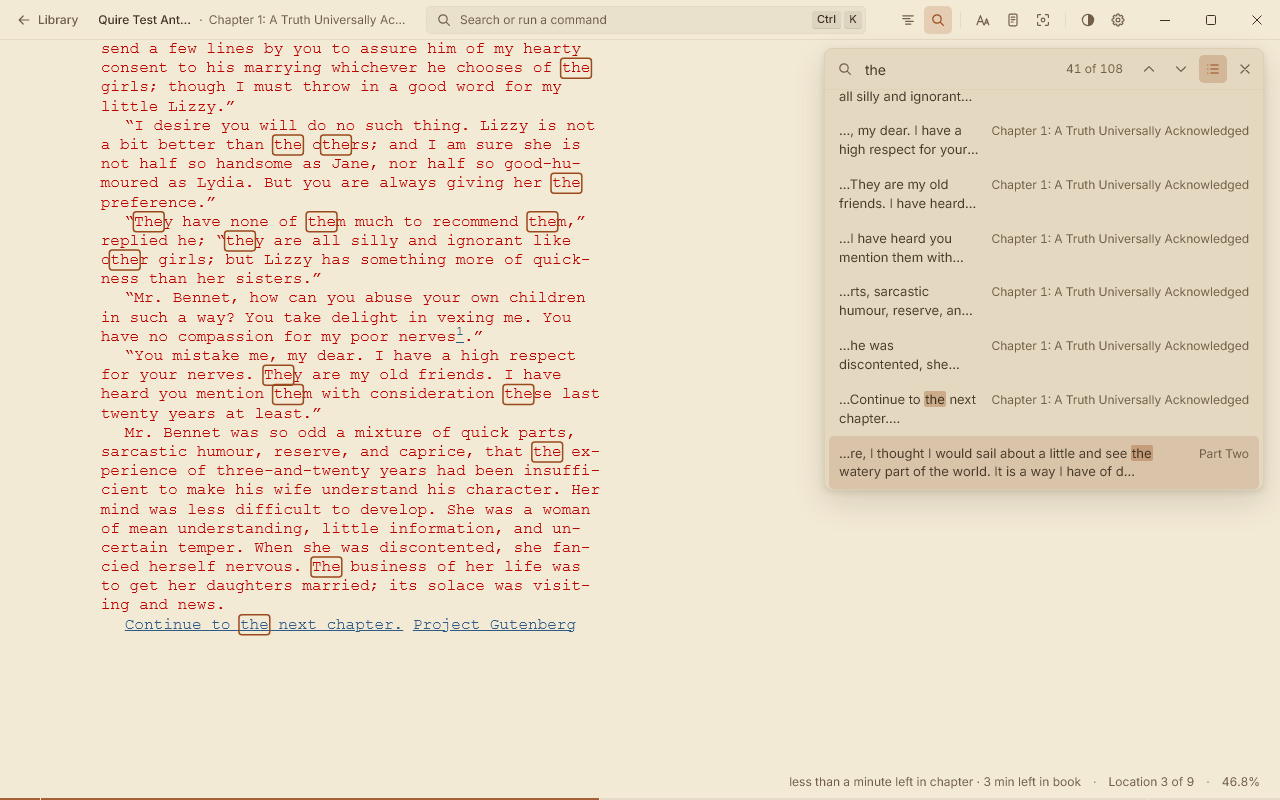 Library
Quire Test Ant... · Chapter 1: A Truth Universally Ac...
Search or run a command
Ctrl K
send a few lines by you to assure him of my hearty
consent to his marrying whichever he chooses of the
girls; though I must throw in a good word for my
little Lizzy.”
“I desire you will do no such thing. Lizzy is not
a bit better than the others; and I am sure she is
not half so handsome as Jane, nor half so good-hu-
moured as Lydia. But you are always giving her the
preference.”
“They have none of them much to recommend them,”
replied he; “they are all silly and ignorant like
other girls; but Lizzy has something more of quick-
ness than her sisters.”
“Mr. Bennet, how can you abuse your own children
in such a way? You take delight in vexing me. You
have no compassion for my poor nerves1.”
“You mistake me, my dear. I have a high respect
for your nerves. They are my old friends. I have
heard you mention them with consideration these last
twenty years at least.”
Mr. Bennet was so odd a mixture of quick parts,
sarcastic humour, reserve, and caprice, that the ex-
perience of three-and-twenty years had been insuffi-
cient to make his wife understand his character. Her
mind was less difficult to develop. She was a woman
of mean understanding, little information, and un-
certain temper. When she was discontented, she fan-
cied herself nervous. The business of her life was
to get her daughters married; its solace was visit-
ing and news.
Continue to the next chapter. Project Gutenberg
the
41 of 108
all silly and ignorant...
..., my dear. I have a
high respect for your...
Chapter 1: A Truth Universally Acknowledged
...They are my old
friends. I have heard...
Chapter 1: A Truth Universally Acknowledged
...I have heard you
mention them with...
Chapter 1: A Truth Universally Acknowledged
...rts, sarcastic
humour, reserve, an...
Chapter 1: A Truth Universally Acknowledged
...he was
discontented, she...
Chapter 1: A Truth Universally Acknowledged
...Continue to the next
chapter....
Chapter 1: A Truth Universally Acknowledged
...re, I thought I would sail about a little and see the
watery part of the world. It is a way I have of d...
Part Two
less than a minute left in chapter · 3 min left in book · Location 3 of 9 · 46.8%